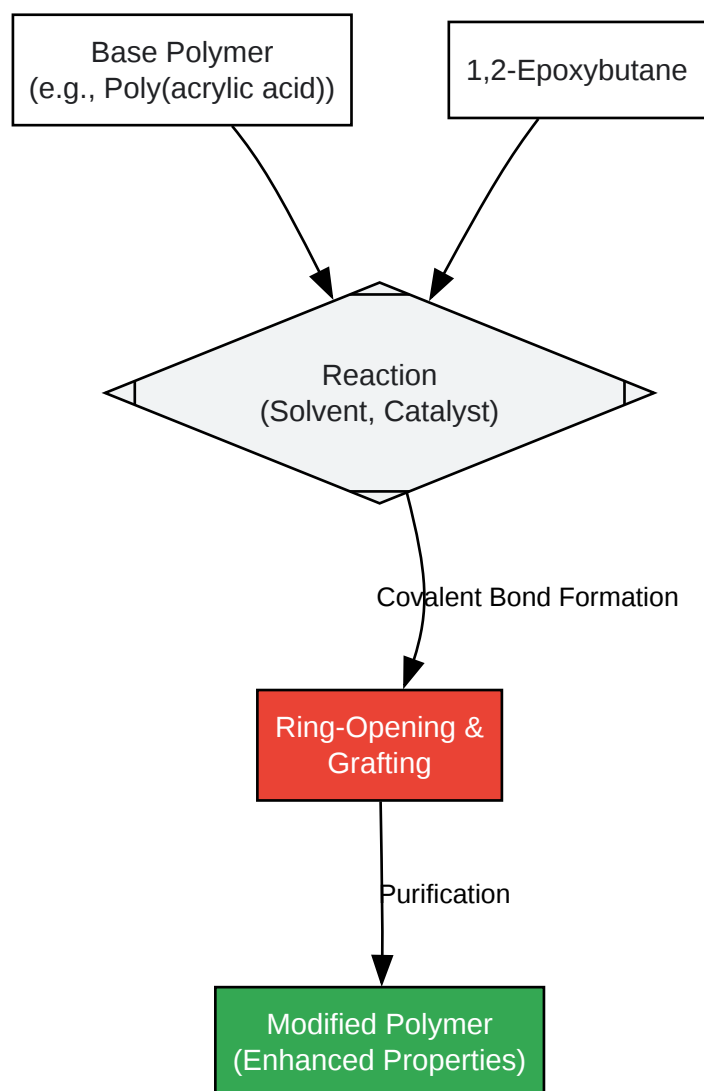 Base Polymer
(e.g., Poly(acrylic acid))
1,2-Epoxybutane
Reaction
(Solvent, Catalyst)
Covalent Bond Formation
Ring-Opening &
Grafting
Purification
Modified Polymer
(Enhanced Properties)